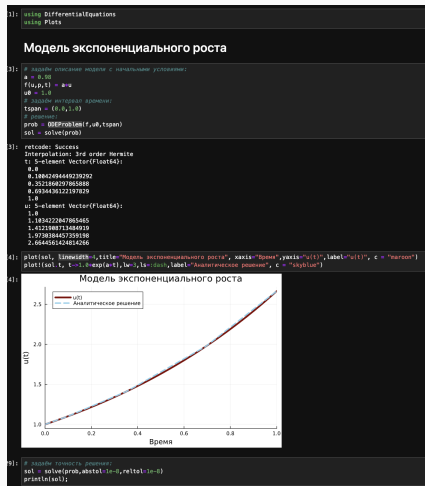 [1]: using DifferentialEquations
using Plots
Модель экспоненциального роста
[3]: # задаём описание модели с начальными условиями:
a = 0.98
f(u,p,t) = a*u
u0 = 1.0
# задаём интервал времени:
tspan = (0.0,1.0)
# решение:
prob = ODEProblem(f,u0,tspan)
sol = solve(prob)
[3]: retcode: Success
Interpolation: 3rd order Hermite
t: 5-element Vector{Float64}:
0.0
0.10042494449239292
0.3521860297865888
0.6934436122197829
1.0
u: 5-element Vector{Float64}:
1.0
1.1034222047865465
1.4121908713484919
1.9730384457359198
2.6644561424814266
[4]: plot(sol, linewidth=4,title="Модель экспоненциального роста", xaxis="Время",yaxis="u(t)",label="u(t)", c = "maroon")
plot!(sol.t, t->1.0*exp(a*t),lw=3,ls=:dash,label="Аналитическое решение", c = "skyblue")
[4]:
Модель экспоненциального роста
u(t)
Аналитическое решение
2.5
2.0
1.5
1.0
u(t)
0.0 0.2 0.4 0.6 0.8 1.0
Время
# задаём точность решения:
sol = solve(prob,abstol=1e-8,reltol=1e-8)
println(sol);